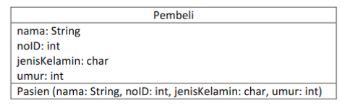 Pembeli
nama: String
noID: int
jenisKelamin: char
umur: int
Pasien (nama: String, noID: int, jenisKelamin: char, umur: int)